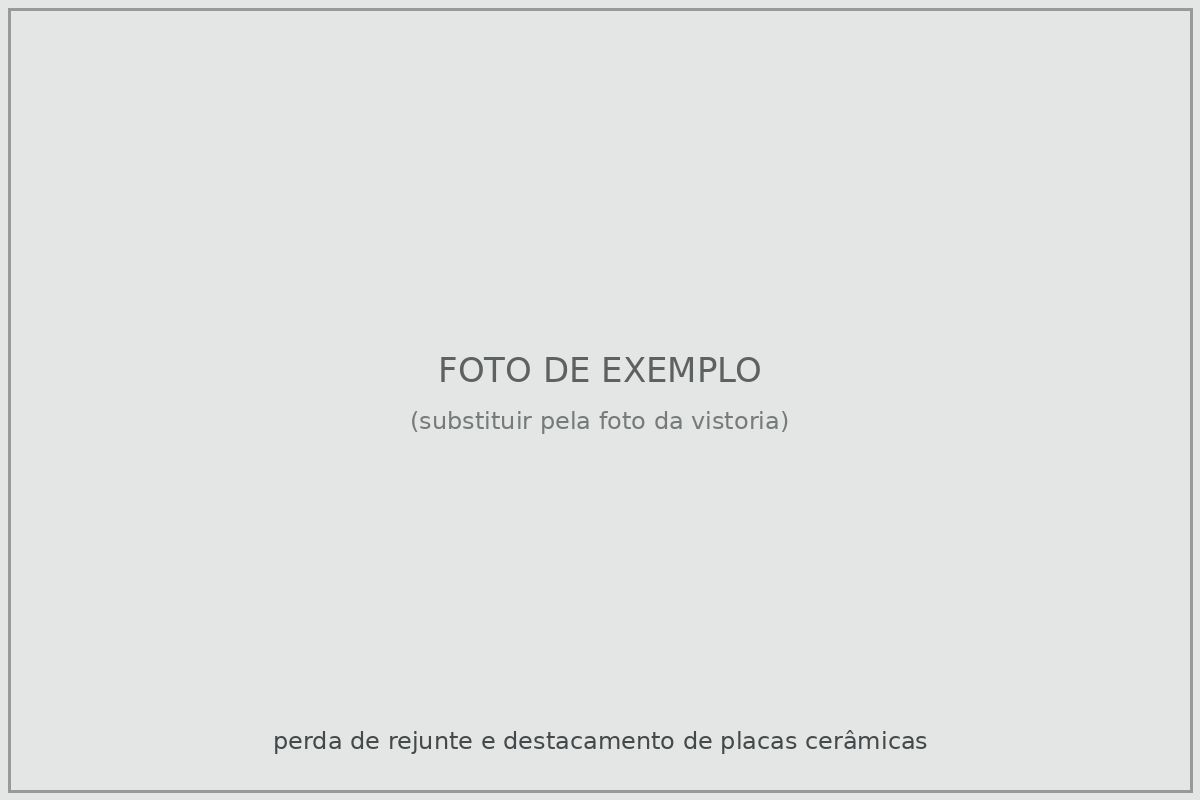 FOTO DE EXEMPLO
(substituir pela foto da vistoria)
perda de rejunte e destacamento de placas cerâmicas